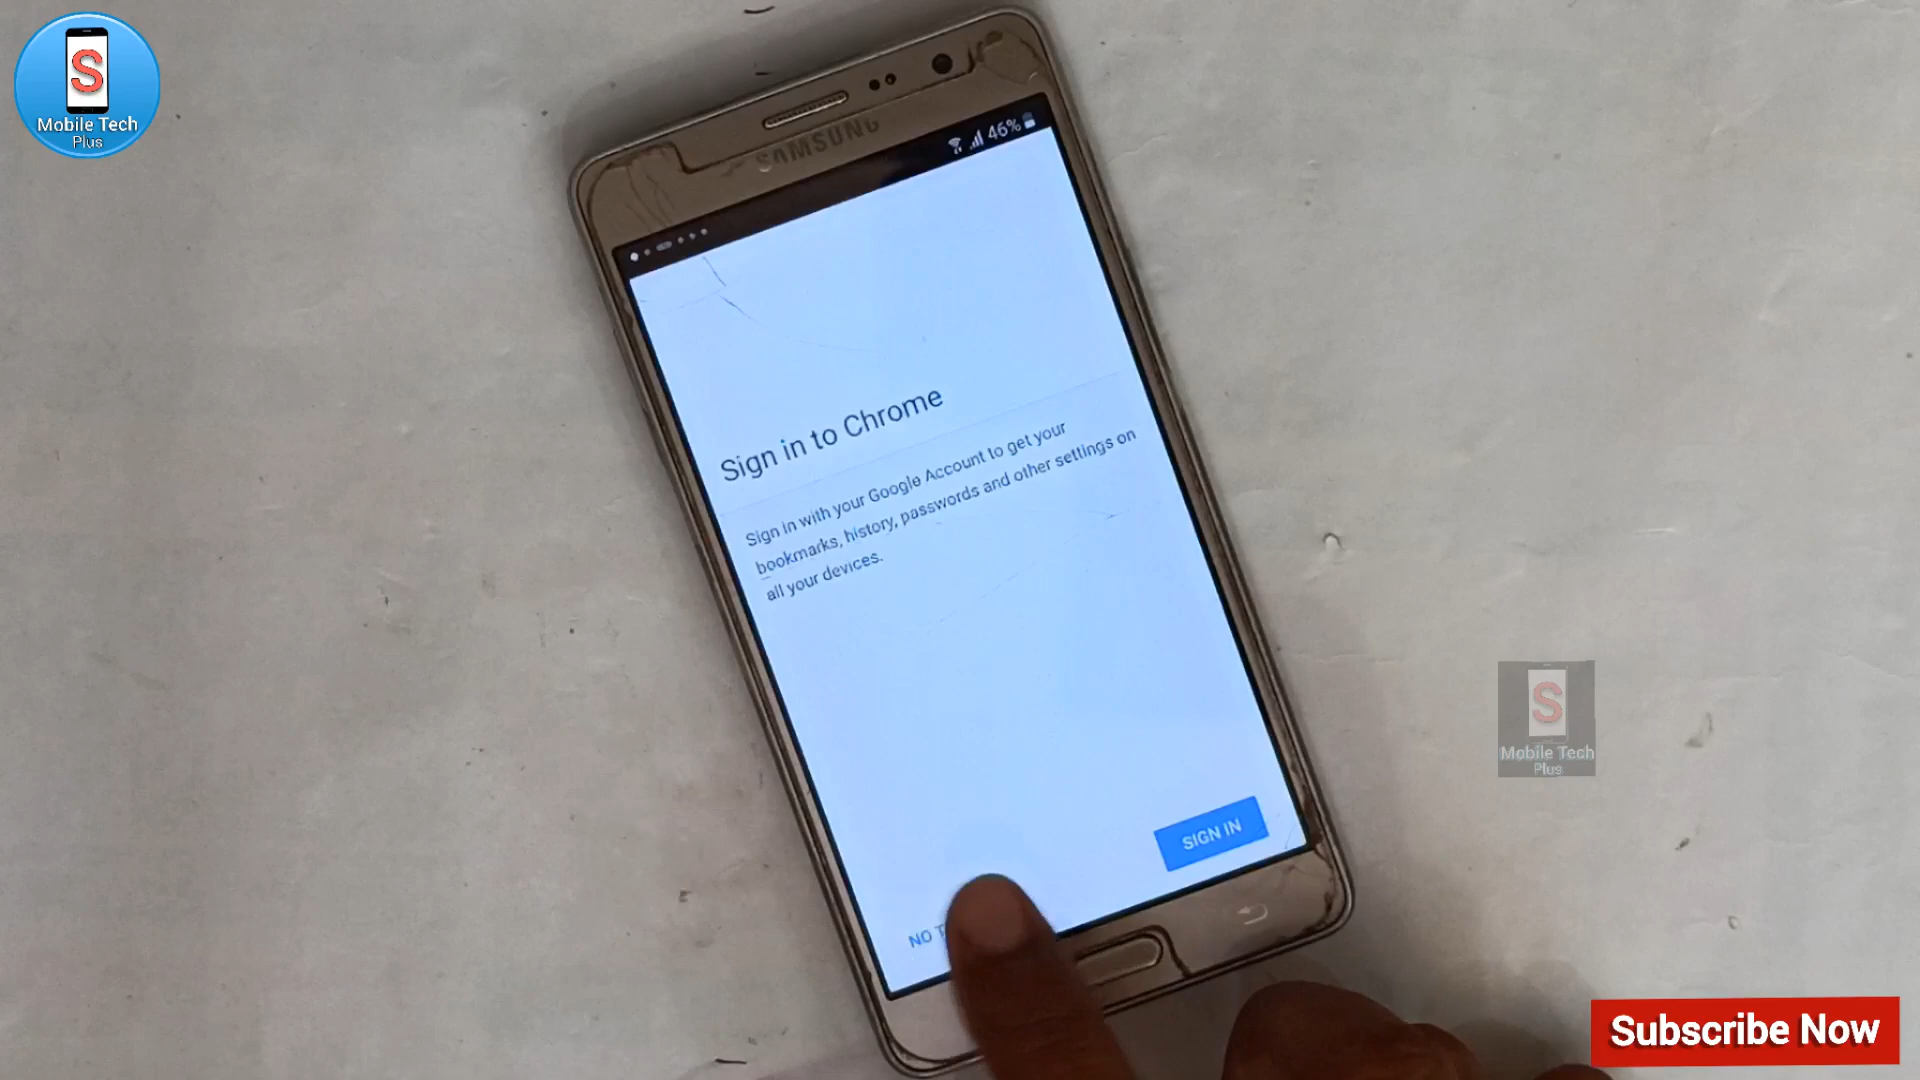 S
Mobile Tech
Plus
SAMSUNG
46%
Sign in to Chrome
Sign in with your Google Account to get your
bookmarks, history, passwords and other settings on
all your devices.
SIGN IN
NO
S
Mobile Tech
Plus
Subscribe Now